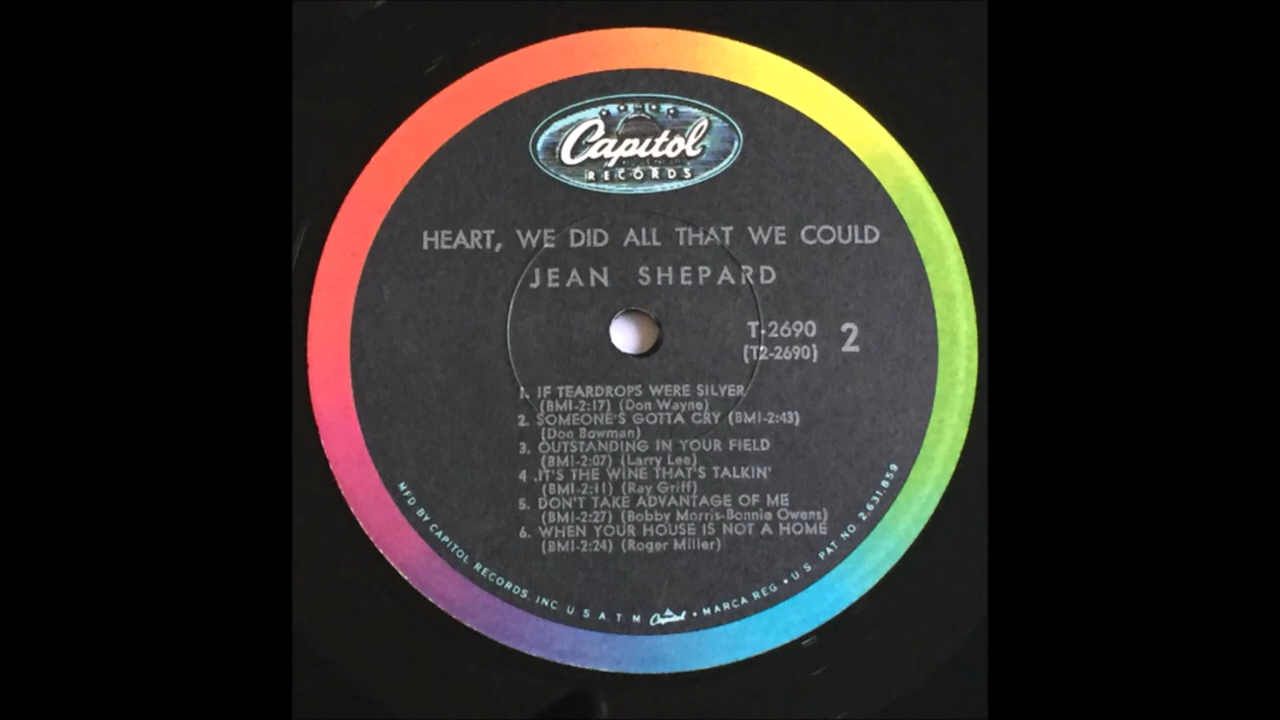 Capitol
RECORDS
HEART, WE DID ALL THAT WE COULD
JEAN SHEPARD
T-2690 2
(T2-2690)
1. IF TEARDROPS WERE SILVER
(BMI-2:17) (Don Wayne)
2. SOMEONE'S GOTTA CRY (BMI-2:43)
(Don Bowman)
3. OUTSTANDING IN YOUR FIELD
(BMI-2:07) (Larry Lee)
4 .IT'S THE WINE THAT'S TALKIN'
(BMI-2:11) (Ray Griff)
5. DON'T TAKE ADVANTAGE OF ME
(BMI-2:27) (Bobby Morris-Bonnie Owens)
6. WHEN YOUR HOUSE IS NOT A HOME
(BMI-2:24) (Roger Miller)
MFD BY CAPITOL RECORDS, INC U S A T M Capitol • MARCA REG • U S PAT NO 2,631,859